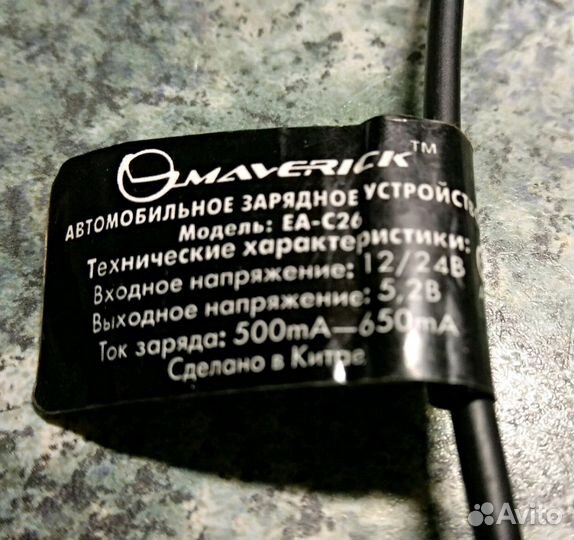 MAVERICK™
АВТОМОБИЛЬНОЕ ЗАРЯДНОЕ УСТРОЙСТВ
Модель: EA-C26
Технические характеристики:
Входное напряжение: 12/24В
Выходное напряжение: 5,2В
Ток заряда: 500mA—650mA
Сделано в Китае
Avito